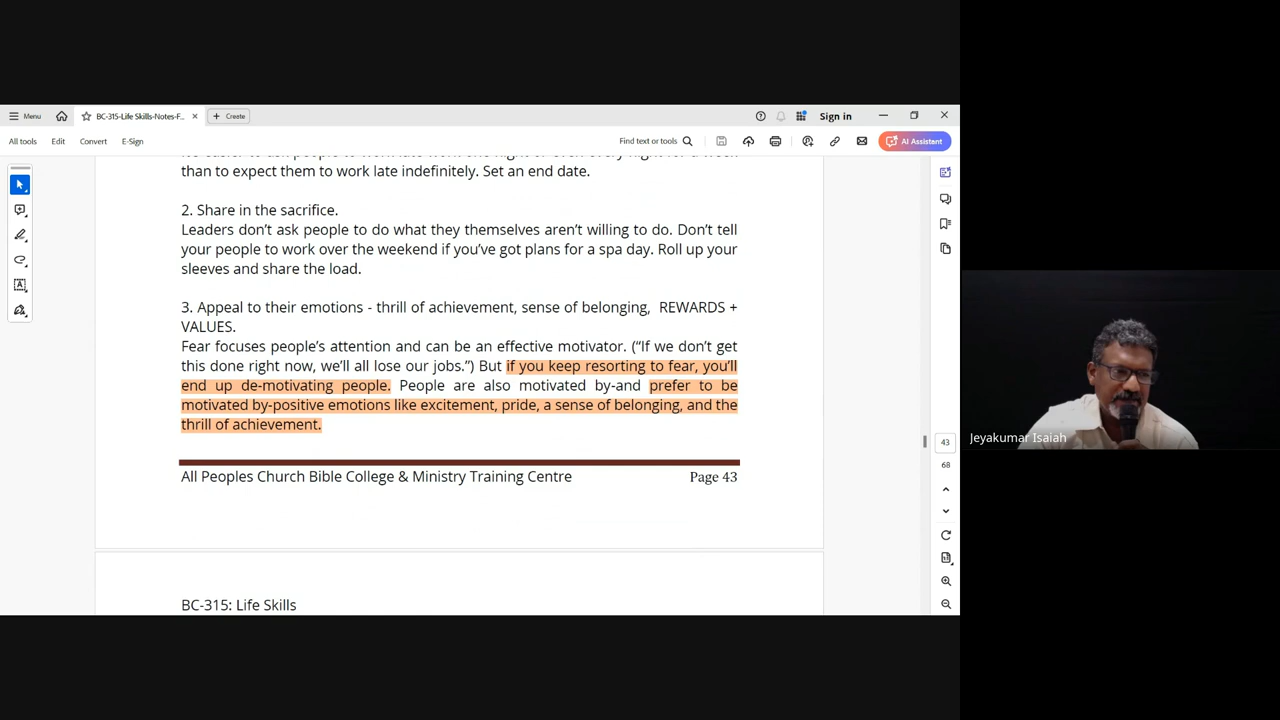 Menu
BC-315-Life Skills-Notes-F...
Create
Sign in
All tools
Edit
Convert
E-Sign
Find text or tools
AI Assistant
than to expect them to work late indefinitely. Set an end date.
2. Share in the sacrifice.
Leaders don't ask people to do what they themselves aren't willing to do. Don't tell
your people to work over the weekend if you've got plans for a spa day. Roll up your
sleeves and share the load.
3. Appeal to their emotions - thrill of achievement, sense of belonging, REWARDS +
VALUES.
Fear focuses people's attention and can be an effective motivator. ("If we don't get
this done right now, we'll all lose our jobs.") But if you keep resorting to fear, you'll
end up de-motivating people. People are also motivated by-and prefer to be
motivated by-positive emotions like excitement, pride, a sense of belonging, and the
thrill of achievement.
All Peoples Church Bible College & Ministry Training Centre Page 43
BC-315: Life Skills
43
68
Jeyakumar Isaiah